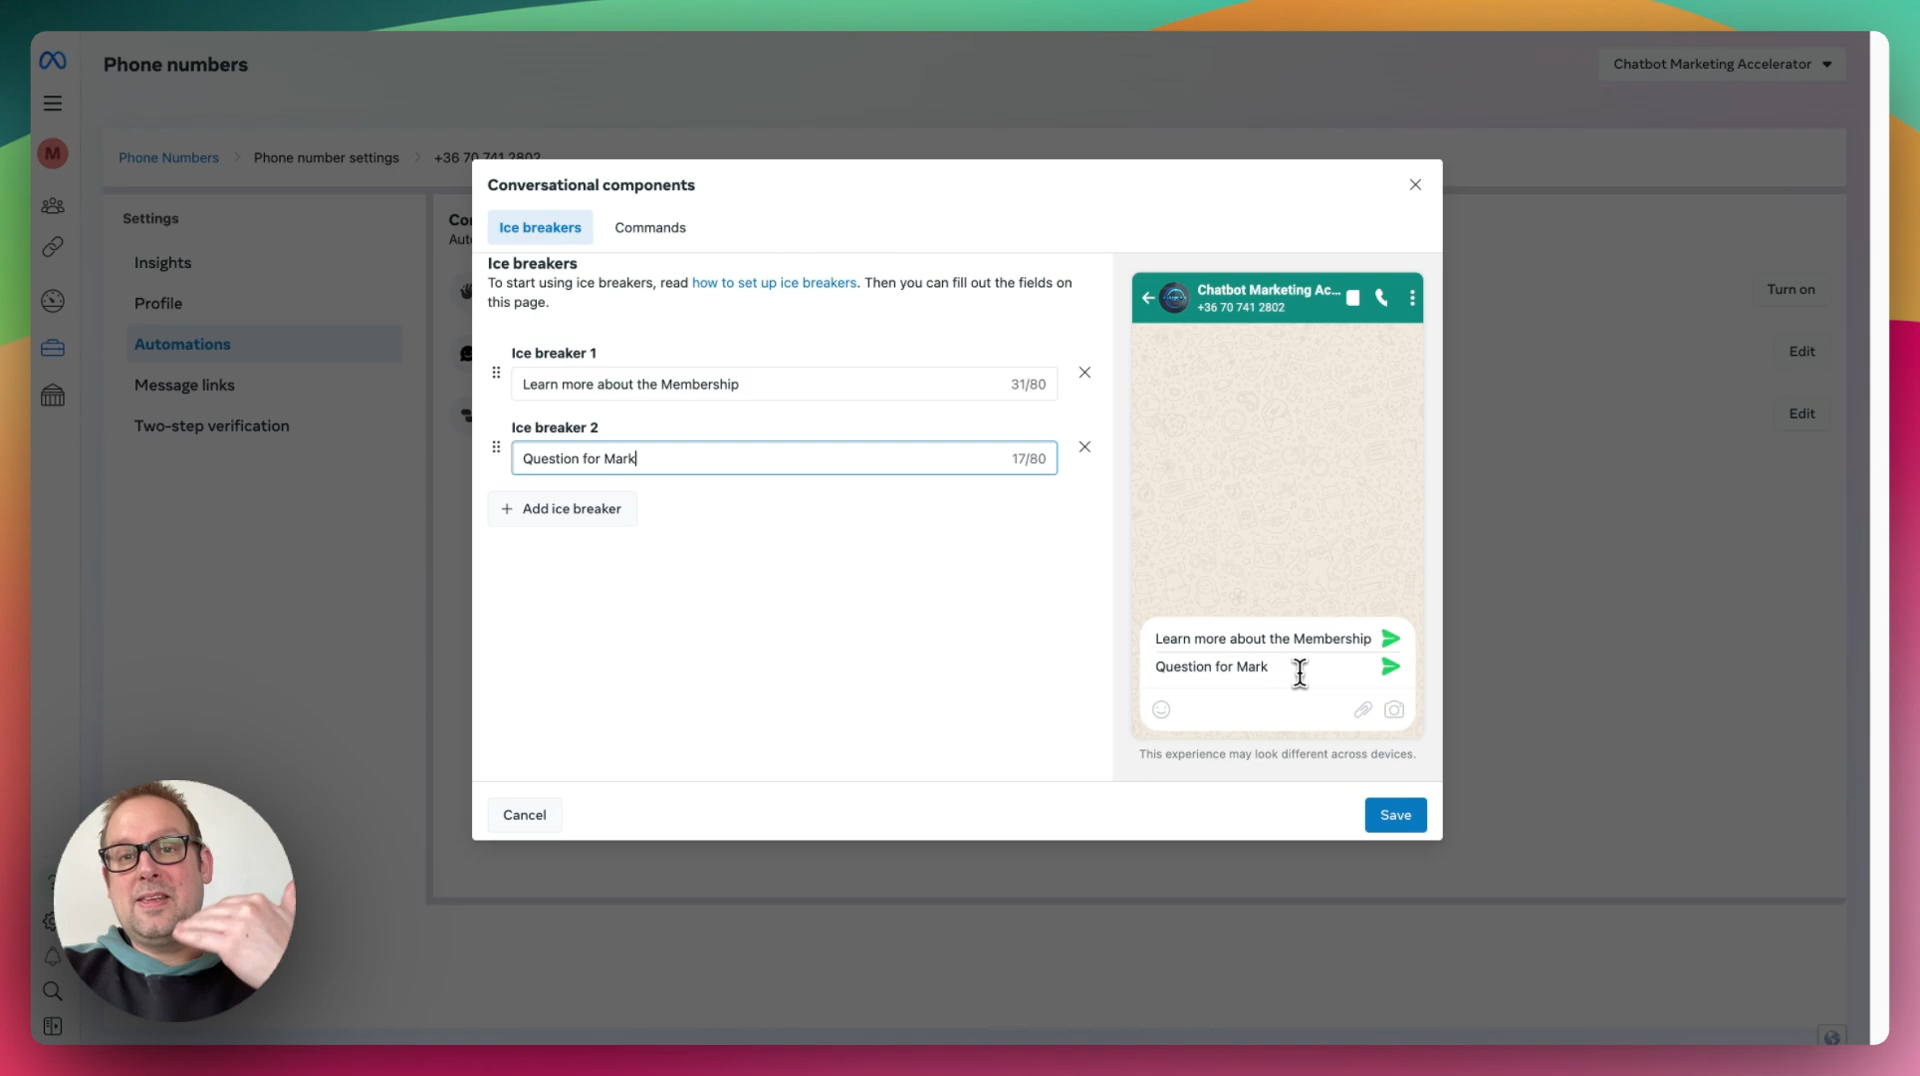 Phone numbers
Chatbot Marketing Accelerator
M
Phone Numbers > Phone number settings > +36 70 741 2802
Settings
Insights
Profile
Automations
Message links
Two-step verification
Turn on
Edit
Edit
Conversational components
Ice breakers
Commands
Ice breakers
To start using ice breakers, read how to set up ice breakers. Then you can fill out the fields on
this page.
Ice breaker 1
Learn more about the Membership 31/80
Ice breaker 2
Question for Mark 17/80
+ Add ice breaker
Chatbot Marketing Ac...
+36 70 741 2802
Learn more about the Membership
Question for Mark
This experience may look different across devices.
Cancel
Save